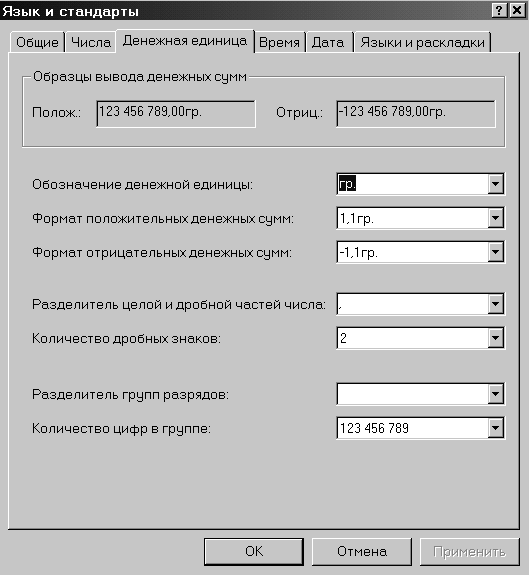 Язык и стандарты
Общие Числа Денежная единица Время Дата Языки и раскладки
Образцы вывода денежных сумм
Полож.: 123 456 789,00гр. Отриц.: -123 456 789,00гр.
Обозначение денежной единицы: гр.
Формат положительных денежных сумм: 1,1гр.
Формат отрицательных денежных сумм: -1,1гр.
Разделитель целой и дробной частей числа: ,
Количество дробных знаков: 2
Разделитель групп разрядов:
Количество цифр в группе: 123 456 789
OK Отмена Применить